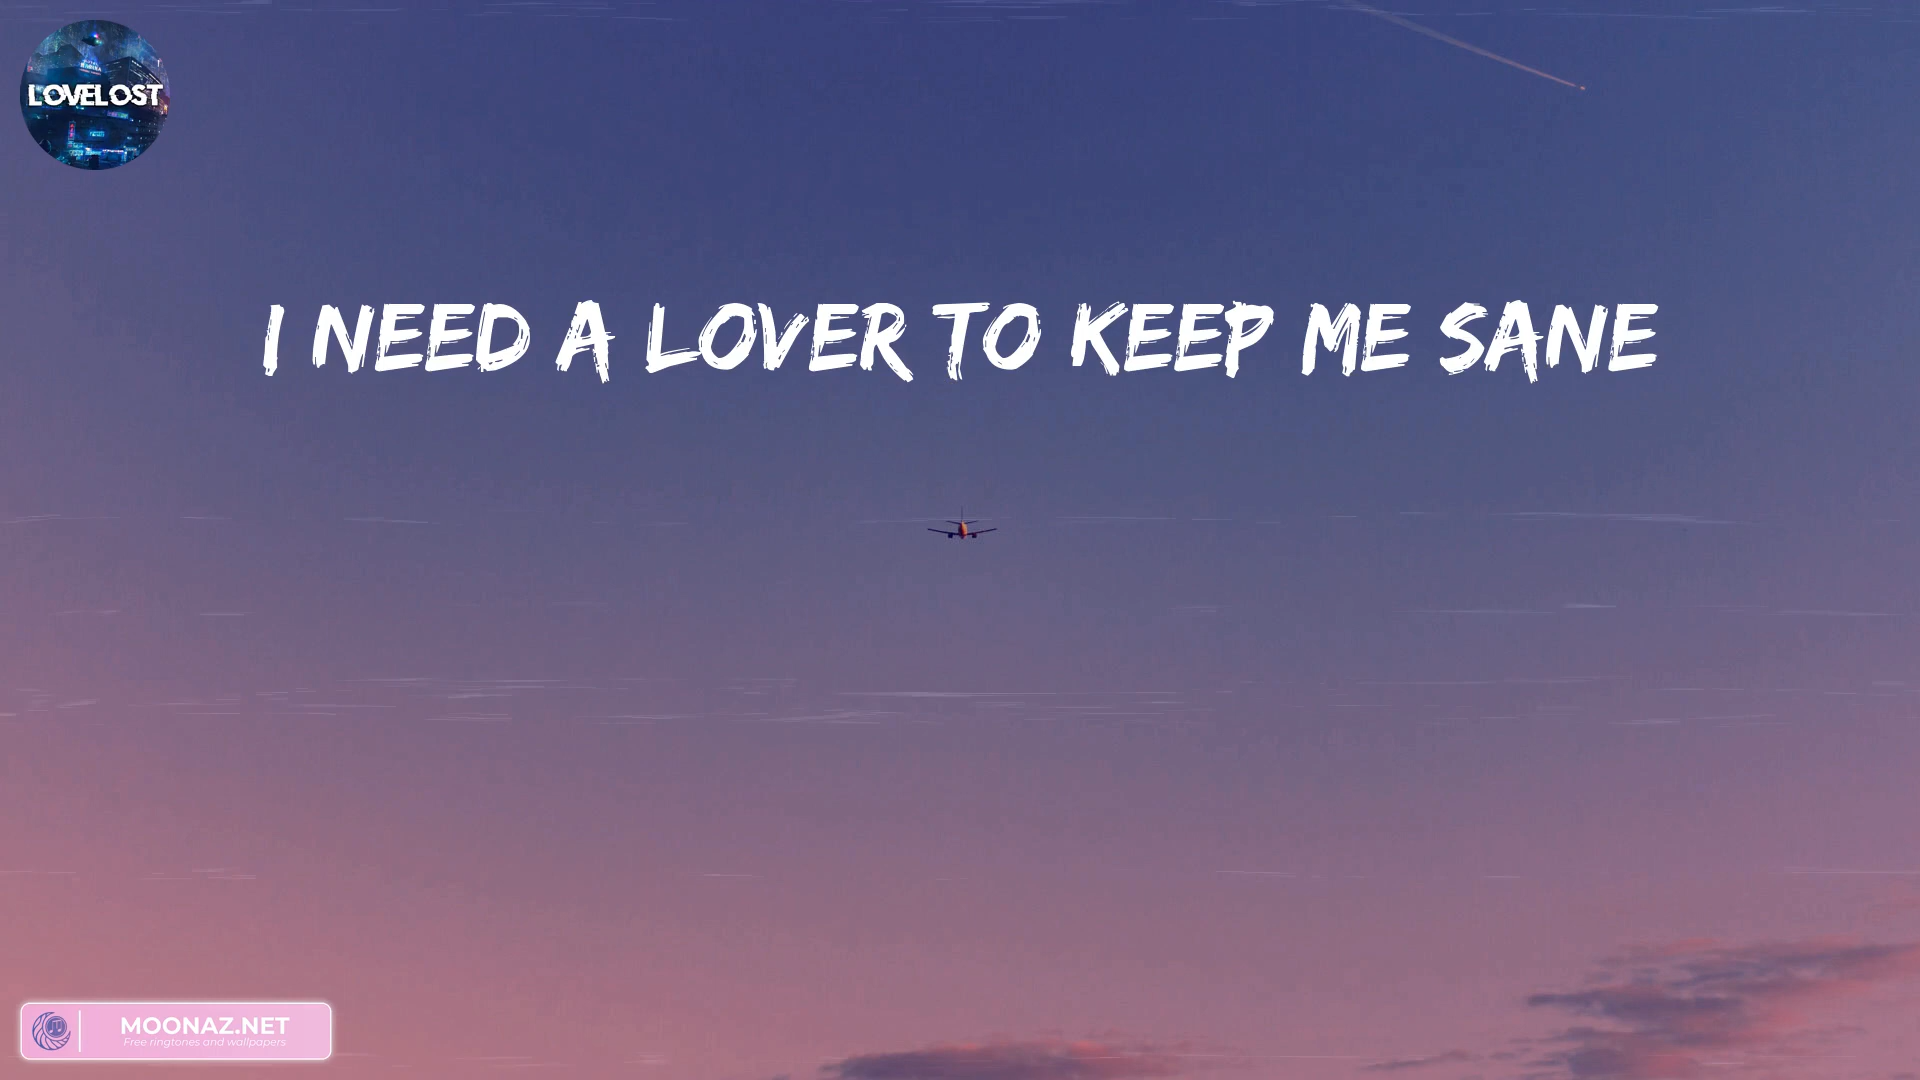 LOVELOST
I NEED A LOVER TO KEEP ME SANE
MOONAZ.NET
Free ringtones and wallpapers